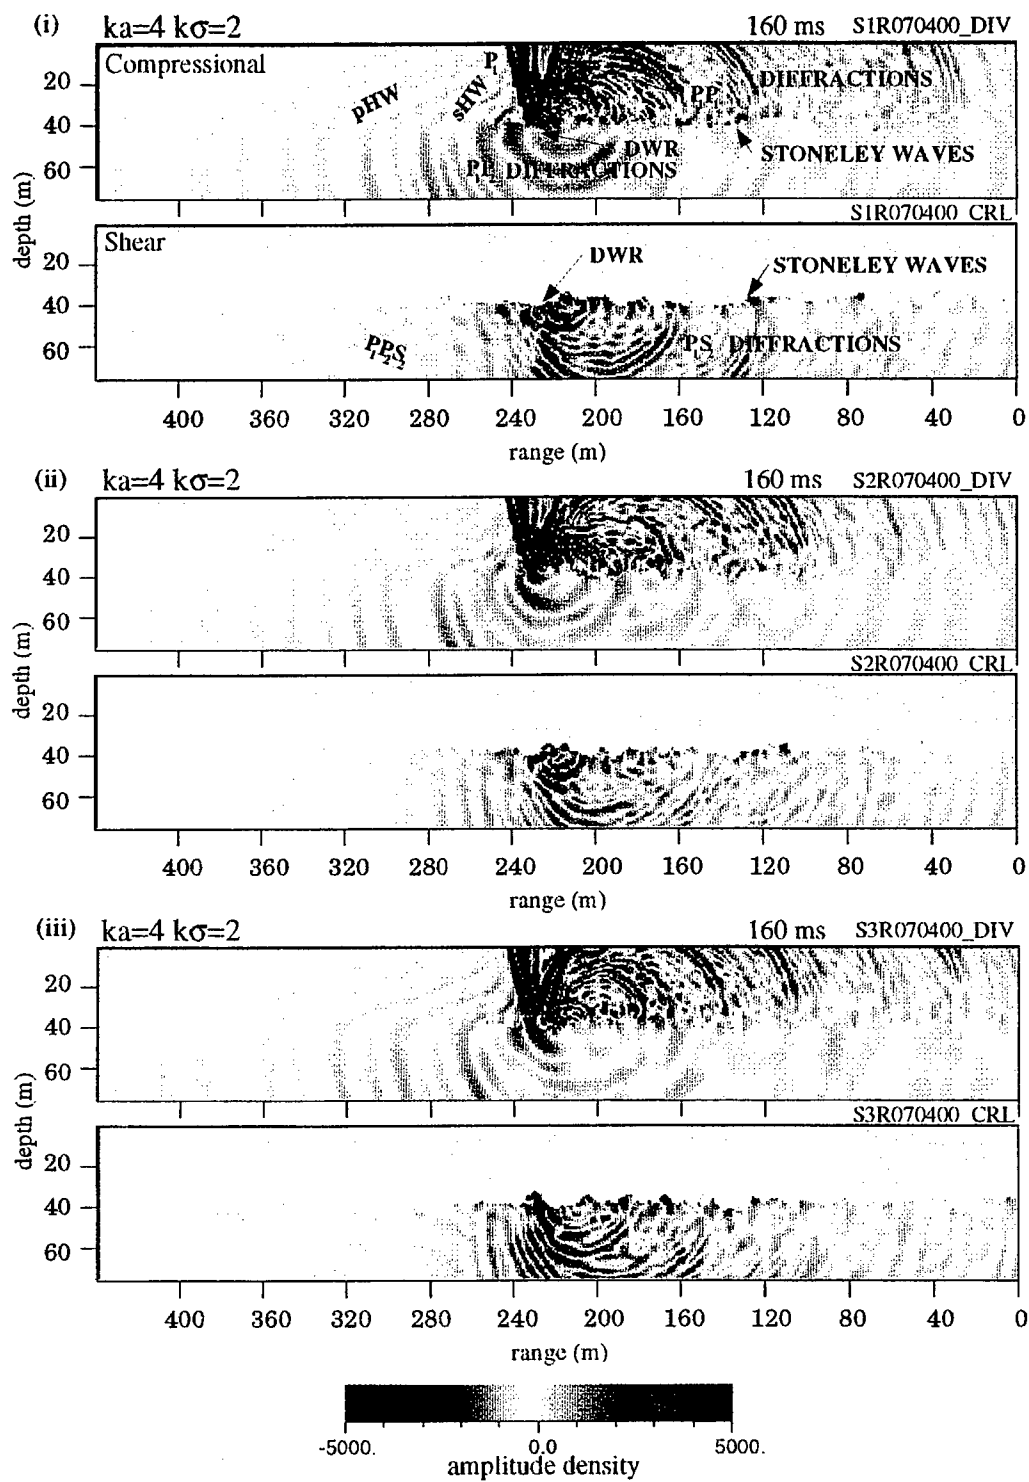 (i) ka=4 kσ=2 160 ms S1R070400_DIV
Compressional
P₁
DIFFRACTIONS
pHW
sHW
PP₁
20
40
60
DWR
STONELEY WAVES
P₁P₂ DIFFRACTIONS
S1R070400_CRL
depth (m)
Shear
DWR
STONELEY WAVES
20
40
60
P₁P₂S₂
P₁S₂ DIFFRACTIONS
400 360 320 280 240 200 160 120 80 40 0
range (m)
(ii) ka=4 kσ=2 160 ms S2R070400_DIV
20
40
60
S2R070400_CRL
depth (m)
20
40
60
400 360 320 280 240 200 160 120 80 40 0
range (m)
(iii) ka=4 kσ=2 160 ms S3R070400_DIV
20
40
60
S3R070400_CRL
depth (m)
20
40
60
400 360 320 280 240 200 160 120 80 40 0
range (m)
-5000. 0.0 5000.
amplitude density